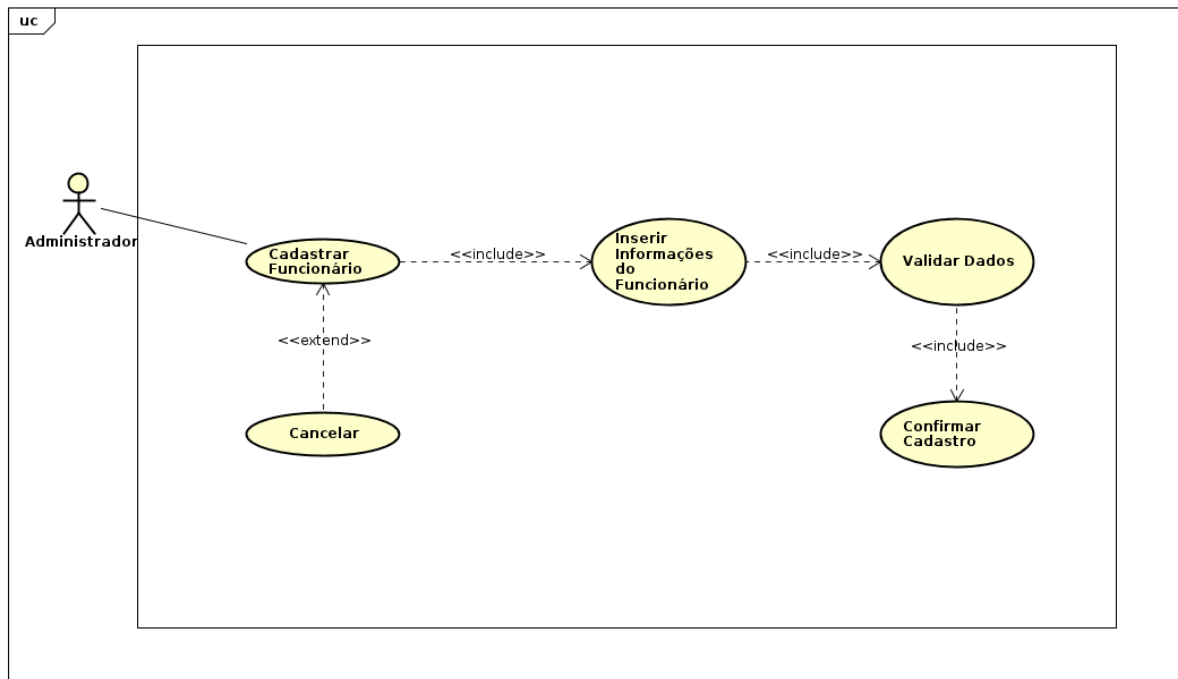 uc
Administrador
Cadastrar
Funcionário
<<include>>
Inserir
Informações
do
Funcionário
<<include>>
Validar Dados
<<extend>>
<<include>>
Cancelar
Confirmar
Cadastro